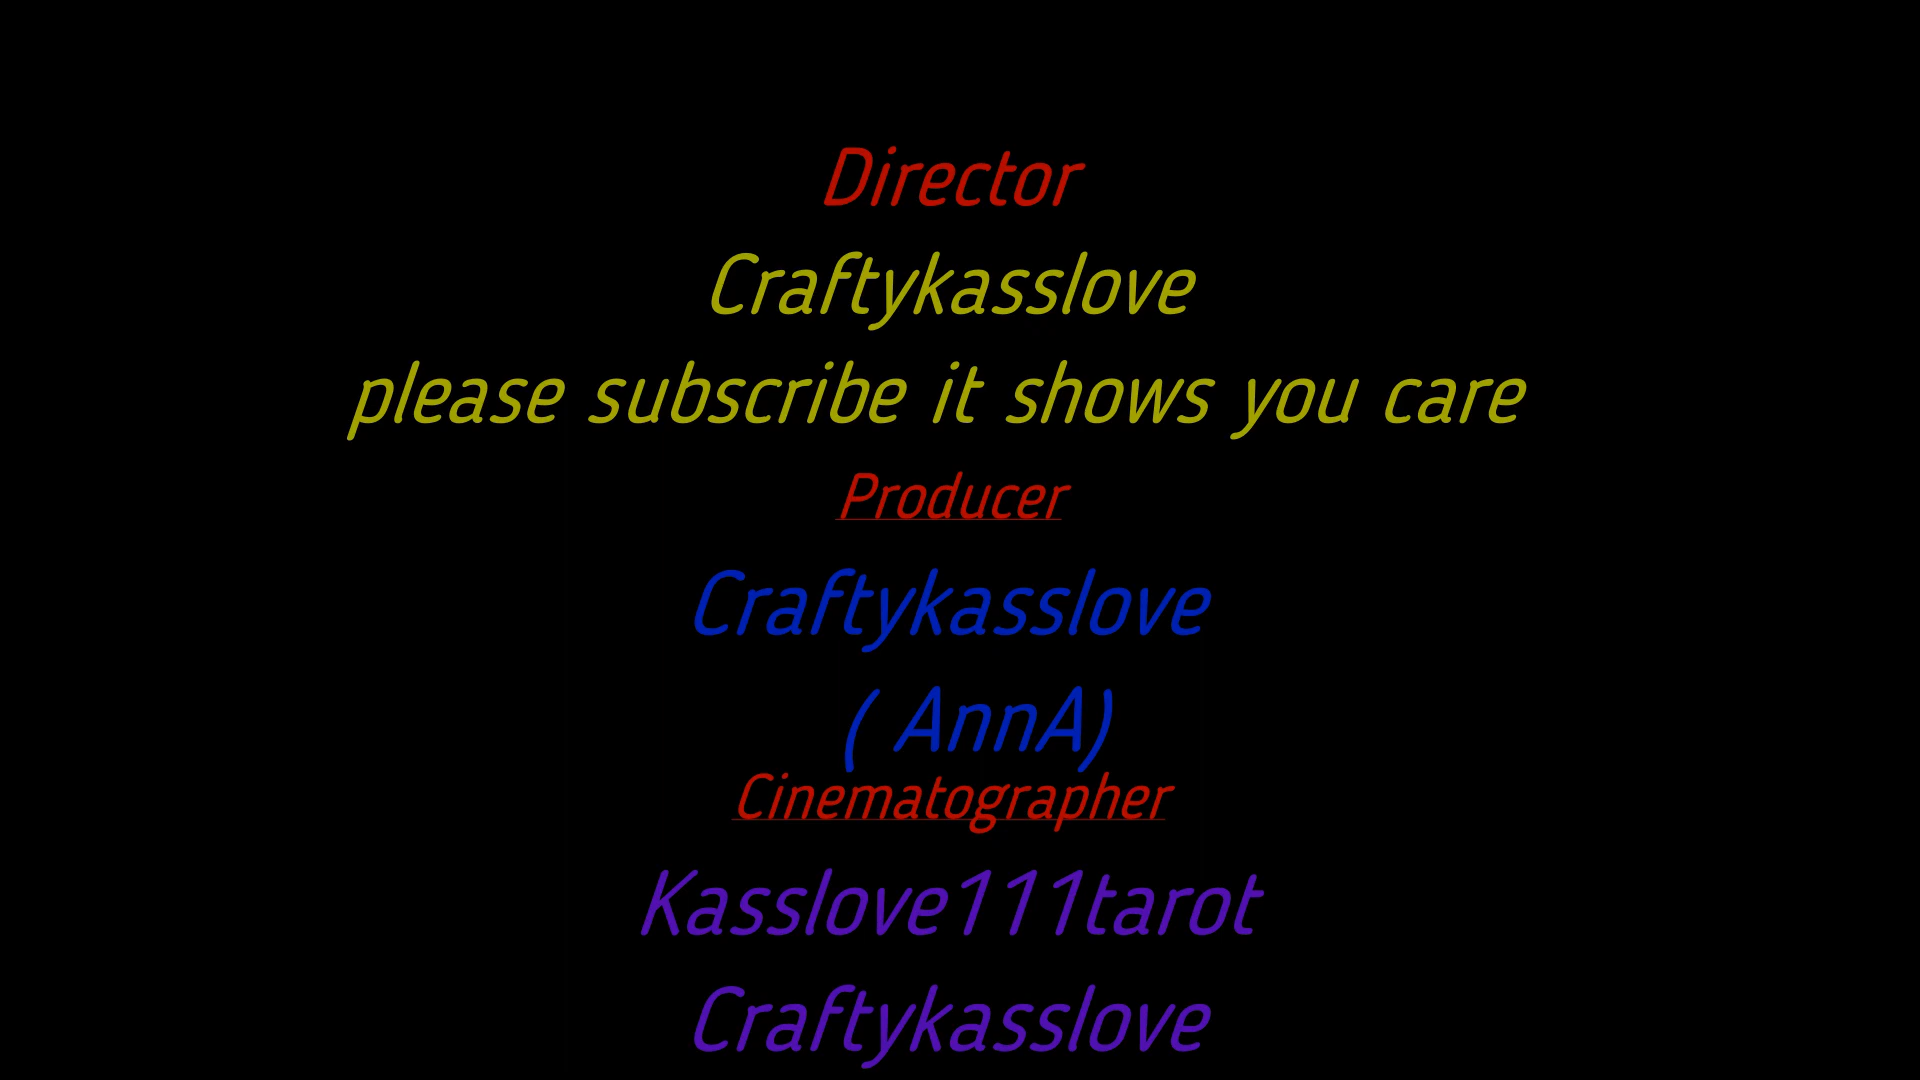 Director
Craftykasslove
please subscribe it shows you care
Producer
Craftykasslove
( AnnA)
Cinematographer
Kasslove111tarot
Craftykasslove